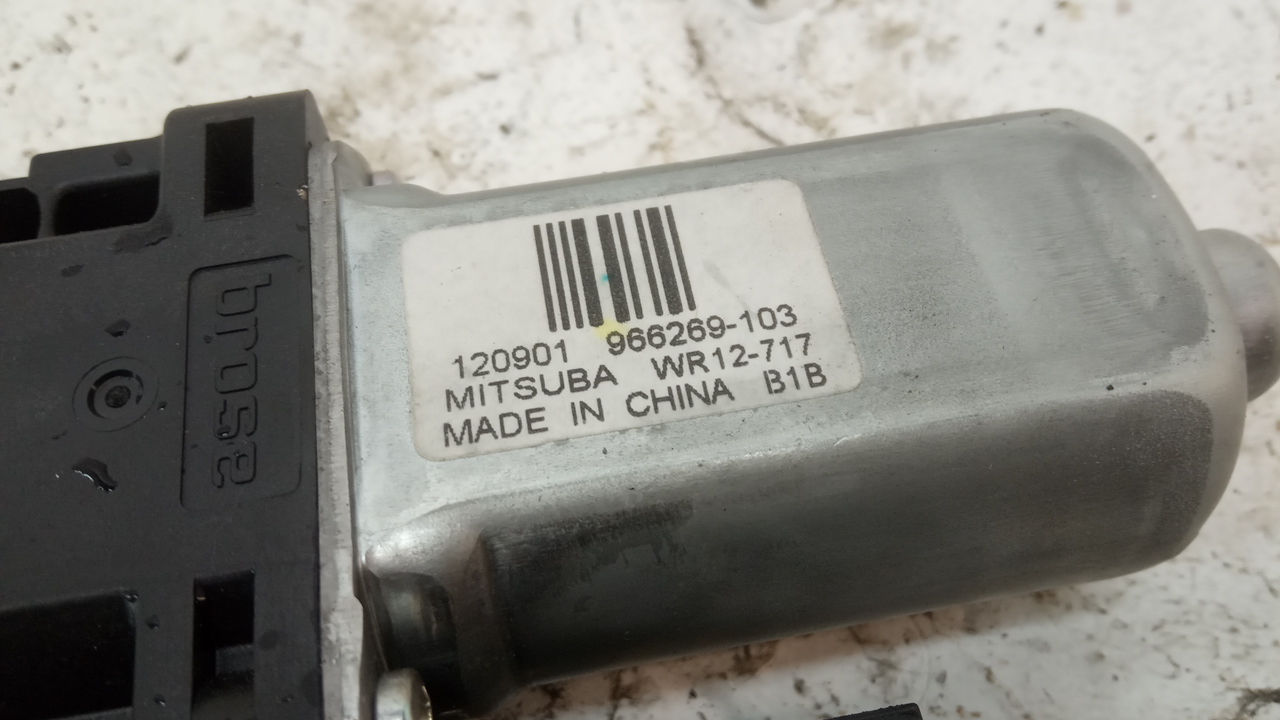 brose
120901 966269-103
MITSUBA WR12-717
MADE IN CHINA B1B